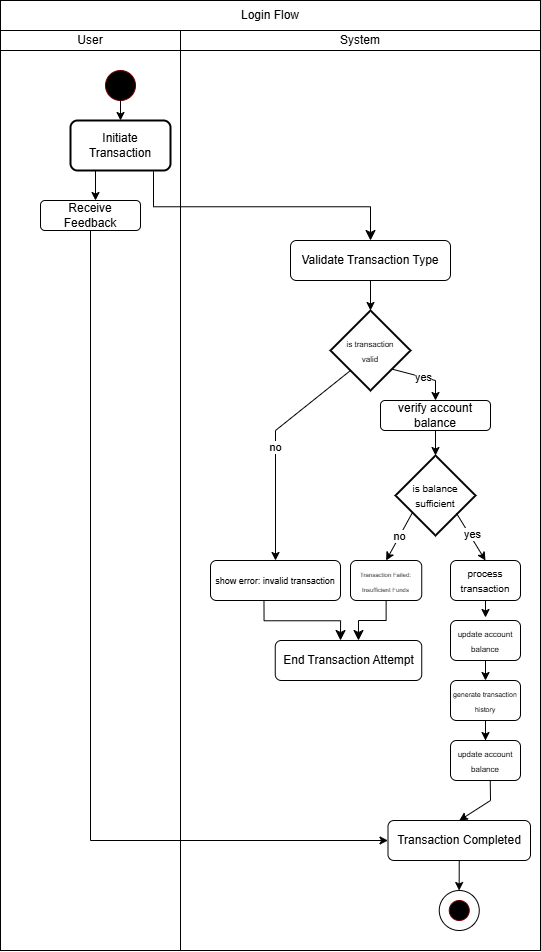 Login Flow
User
System
Initiate
Transaction
Receive
Feedback
Validate Transaction Type
is transaction
valid
yes
verify account
balance
no
is balance
sufficient
no
yes
show error: invalid transaction
Transaction Failed:
Insufficient Funds
process
transaction
update account
balance
End Transaction Attempt
generate transaction
history
update account
balance
Transaction Completed